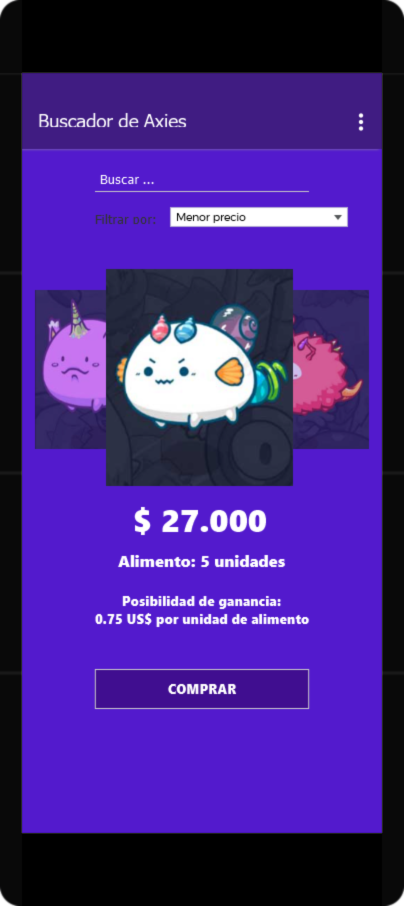 Buscador de Axies
Buscar ...
Filtrar por:
Menor precio
$ 27.000
Alimento: 5 unidades
Posibilidad de ganancia:
0.75 US$ por unidad de alimento
COMPRAR